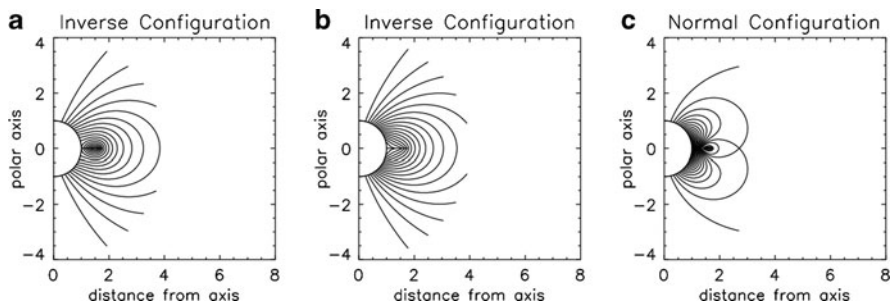 a Inverse Configuration
4
2
0
−2
−4
polar axis
0 2 4 6 8
distance from axis
b Inverse Configuration
4
2
0
−2
−4
polar axis
0 2 4 6 8
distance from axis
c Normal Configuration
4
2
0
−2
−4
polar axis
0 2 4 6 8
distance from axis